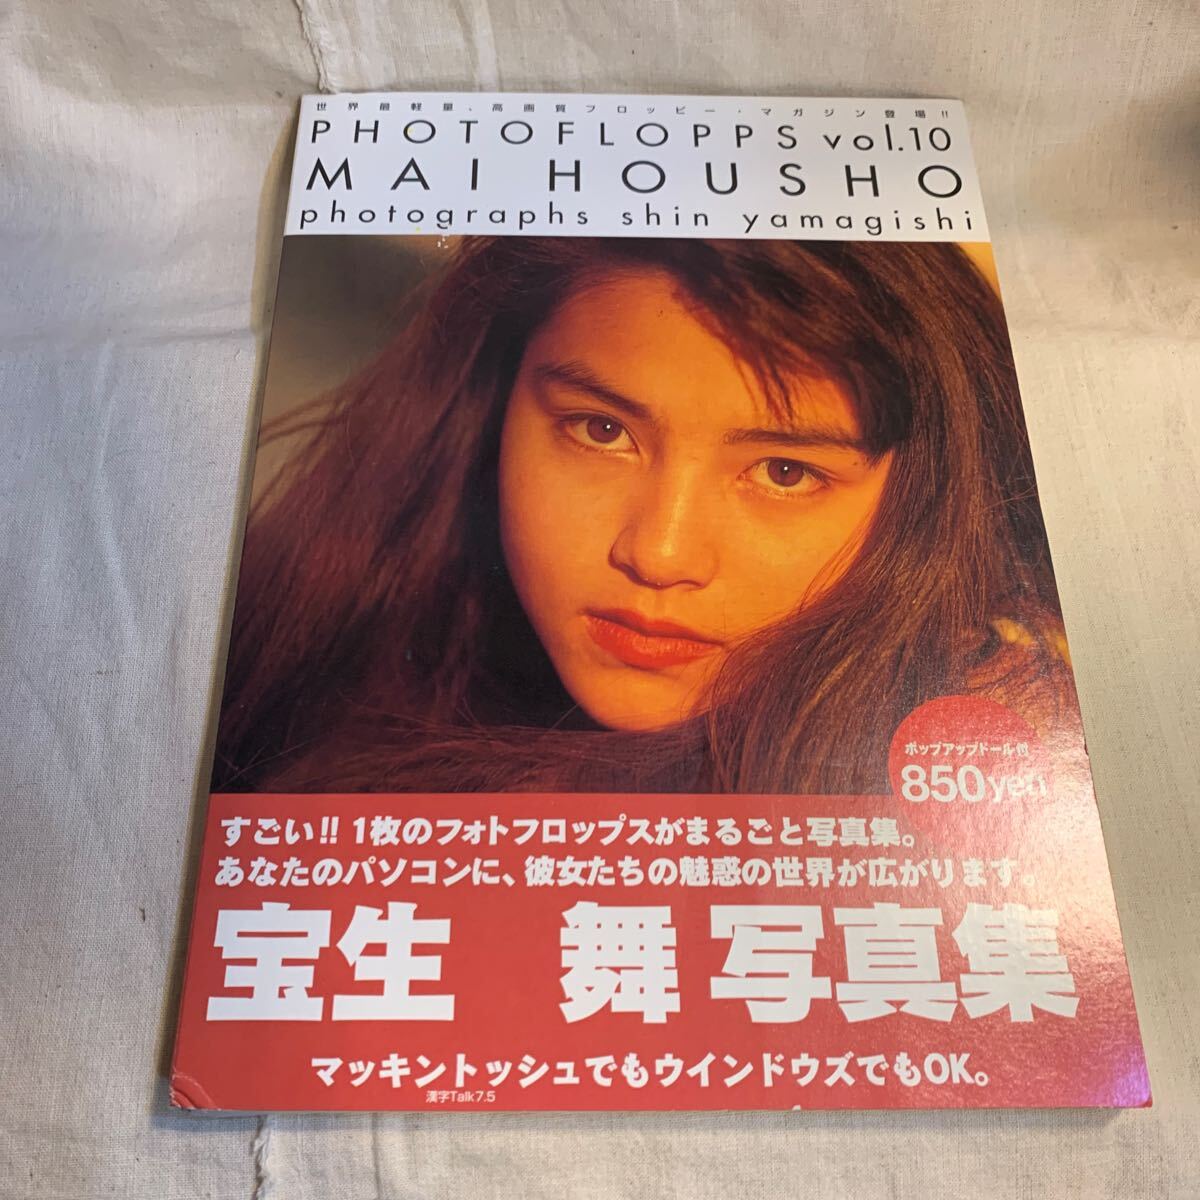 世界最軽量、高画質フロッピー・マガジン登場!!
PHOTOFLOPPS vol.10
MAI HOUSHO
photographs shin yamagishi
ポップアップドール付
850yen
すごい!! 1枚のフォトフロップスがまるごと写真集。
あなたのパソコンに、彼女たちの魅惑の世界が広がります。
宝生 舞 写真集
マッキントッシュでもウインドウズでもOK。
漢字Talk7.5